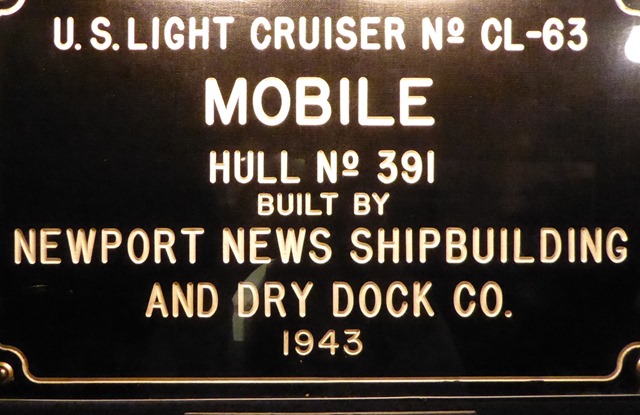 U. S. LIGHT CRUISER Nº CL-63
MOBILE
HULL Nº 391
BUILT BY
NEWPORT NEWS SHIPBUILDING
AND DRY DOCK CO.
1943